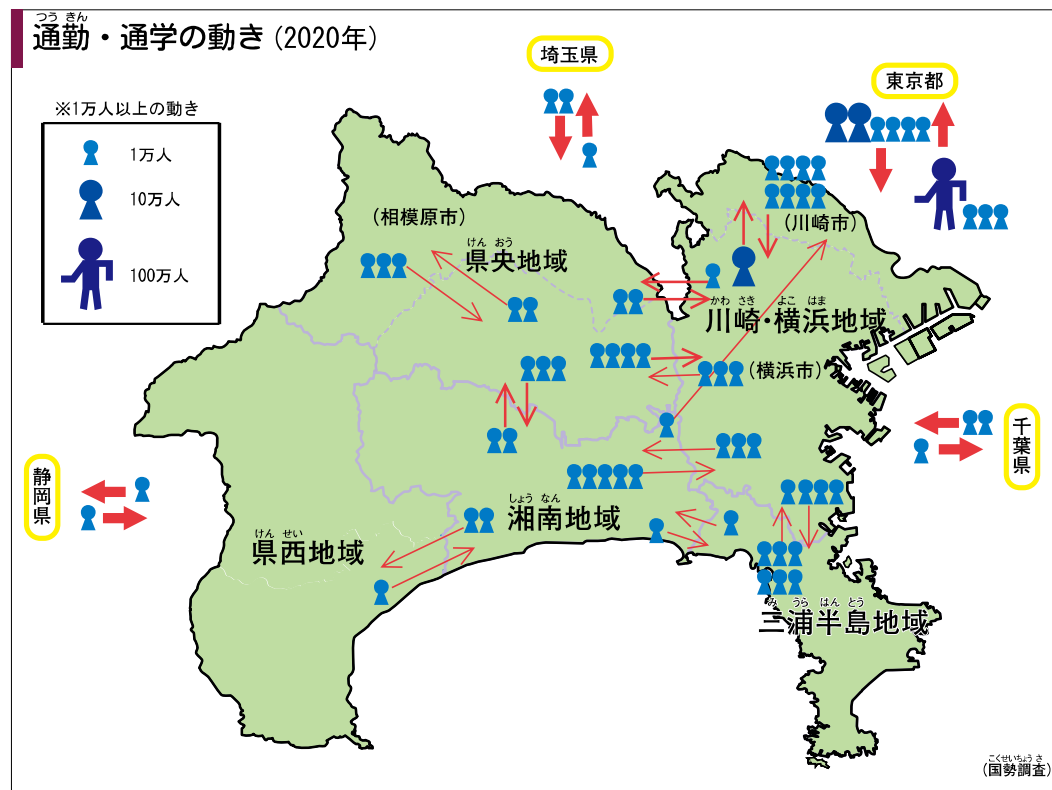 つう きん
通勤・通学の動き (2020年)
※1万人以上の動き
1万人
10万人
100万人
埼玉県
東京都
(相模原市)
(川崎市)
けん おう
県央地域
かわ さき よこ はま
川崎・横浜地域
(横浜市)
千葉県
静岡県
しょう なん
湘南地域
けん せい
県西地域
み うら はん とう
三浦半島地域
こくせいちょう さ
(国勢調査)